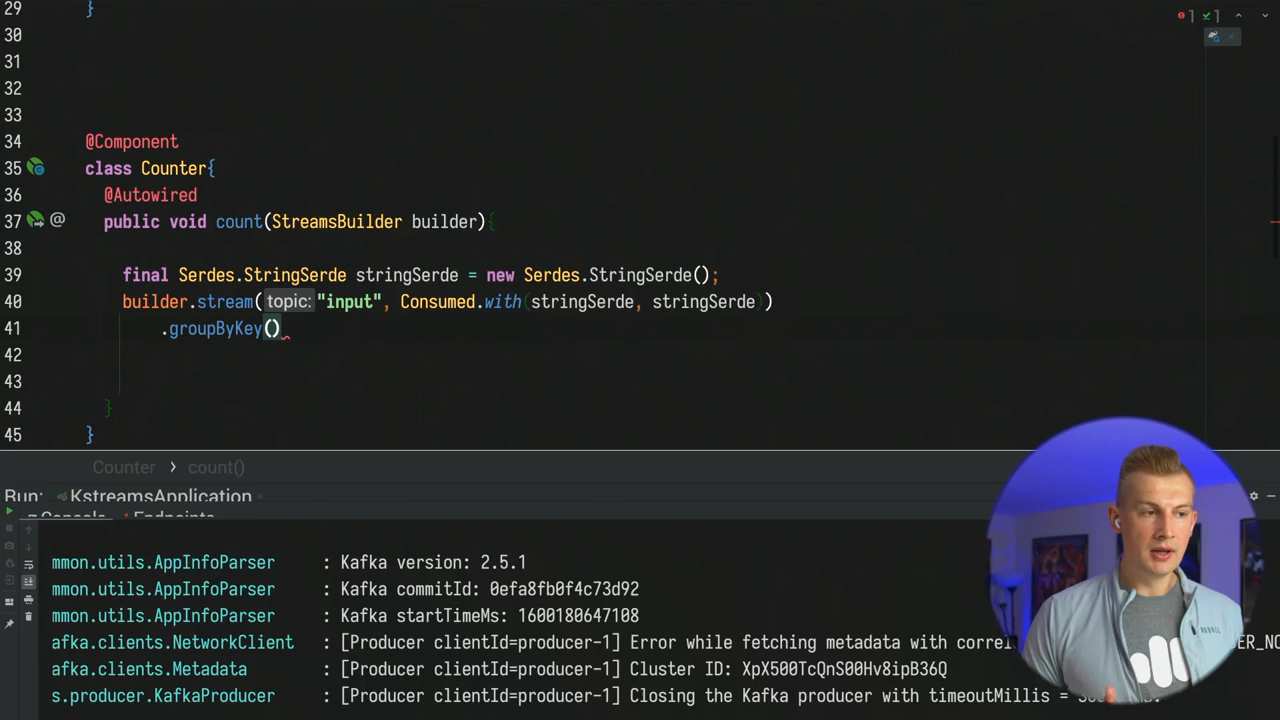 29 }
30
31
32
33
34 @Component
35 class Counter{
36 @Autowired
37 @ public void count(StreamsBuilder builder){
38
39 final Serdes.StringSerde stringSerde = new Serdes.StringSerde();
40 builder.stream( topic: "input", Consumed.with(stringSerde, stringSerde))
41 .groupByKey()
42
43
44 }
45 }
1 1
Counter > count()
Run: KstreamsApplication
Console Endpoints
mmon.utils.AppInfoParser : Kafka version: 2.5.1
mmon.utils.AppInfoParser : Kafka commitId: 0efa8fb0f4c73d92
mmon.utils.AppInfoParser : Kafka startTimeMs: 1600180647108
afka.clients.NetworkClient : [Producer clientId=producer-1] Error while fetching metadata with correl ER_NO
afka.clients.Metadata : [Producer clientId=producer-1] Cluster ID: XpX500TcQnS00Hv8ipB36Q
s.producer.KafkaProducer : [Producer clientId=producer-1] Closing the Kafka producer with timeoutMillis =